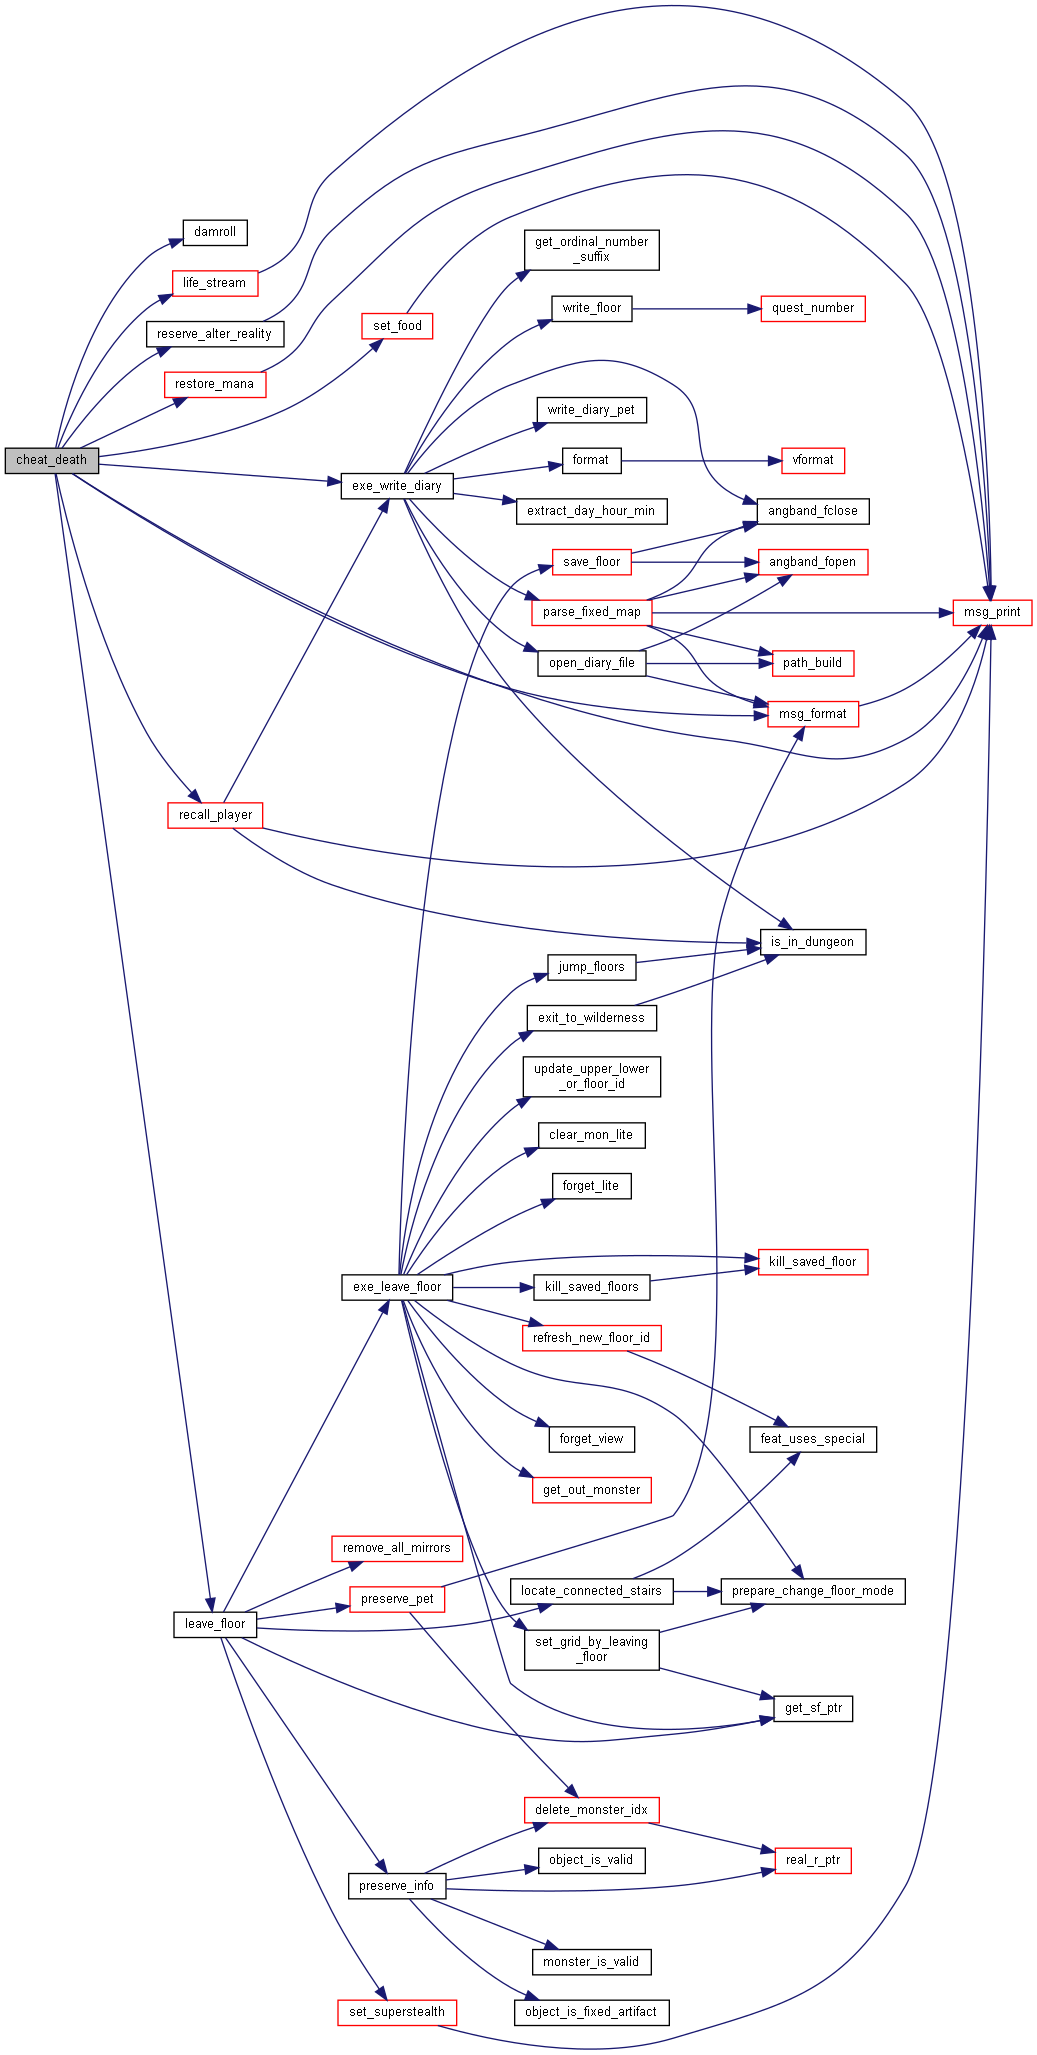 damroll
get_ordinal_number
_suffix
life_stream
write_floor
quest_number
set_food
reserve_alter_reality
restore_mana
write_diary_pet
cheat_death
format
vformat
exe_write_diary
extract_day_hour_min
angband_fclose
save_floor
angband_fopen
parse_fixed_map
msg_print
open_diary_file
path_build
msg_format
recall_player
is_in_dungeon
jump_floors
exit_to_wilderness
update_upper_lower
_or_floor_id
clear_mon_lite
forget_lite
kill_saved_floor
exe_leave_floor
kill_saved_floors
refresh_new_floor_id
forget_view
feat_uses_special
get_out_monster
remove_all_mirrors
locate_connected_stairs
prepare_change_floor_mode
preserve_pet
leave_floor
set_grid_by_leaving
_floor
get_sf_ptr
delete_monster_idx
object_is_valid
real_r_ptr
preserve_info
monster_is_valid
set_superstealth
object_is_fixed_artifact